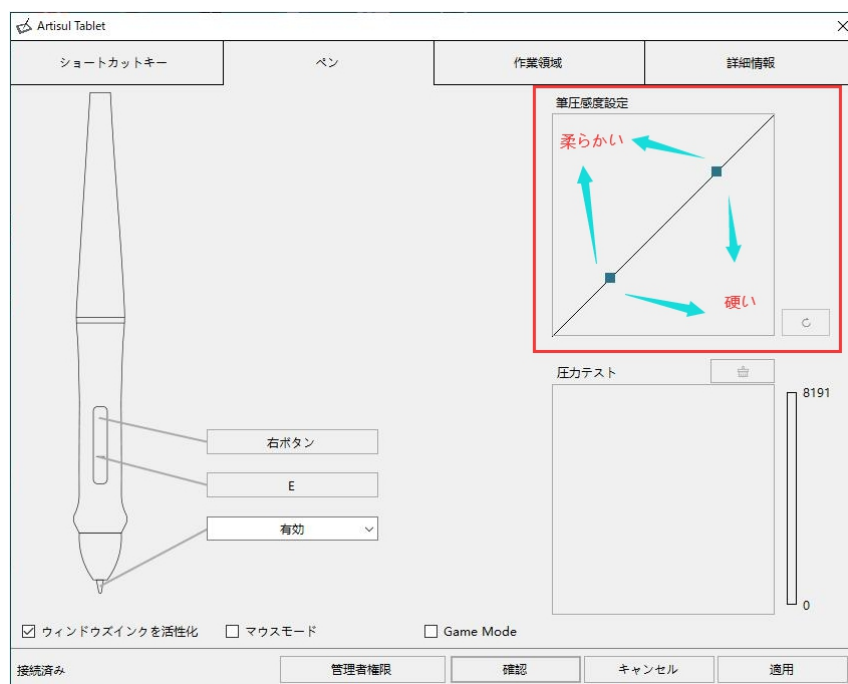 Artisul Tablet
ショートカットキー
ペン
作業領域
詳細情報
筆圧感度設定
柔らかい
硬い
圧力テスト
8191
0
右ボタン
E
有効
ウィンドウズインクを活性化
マウスモード
Game Mode
接続済み
管理者権限
確認
キャンセル
適用